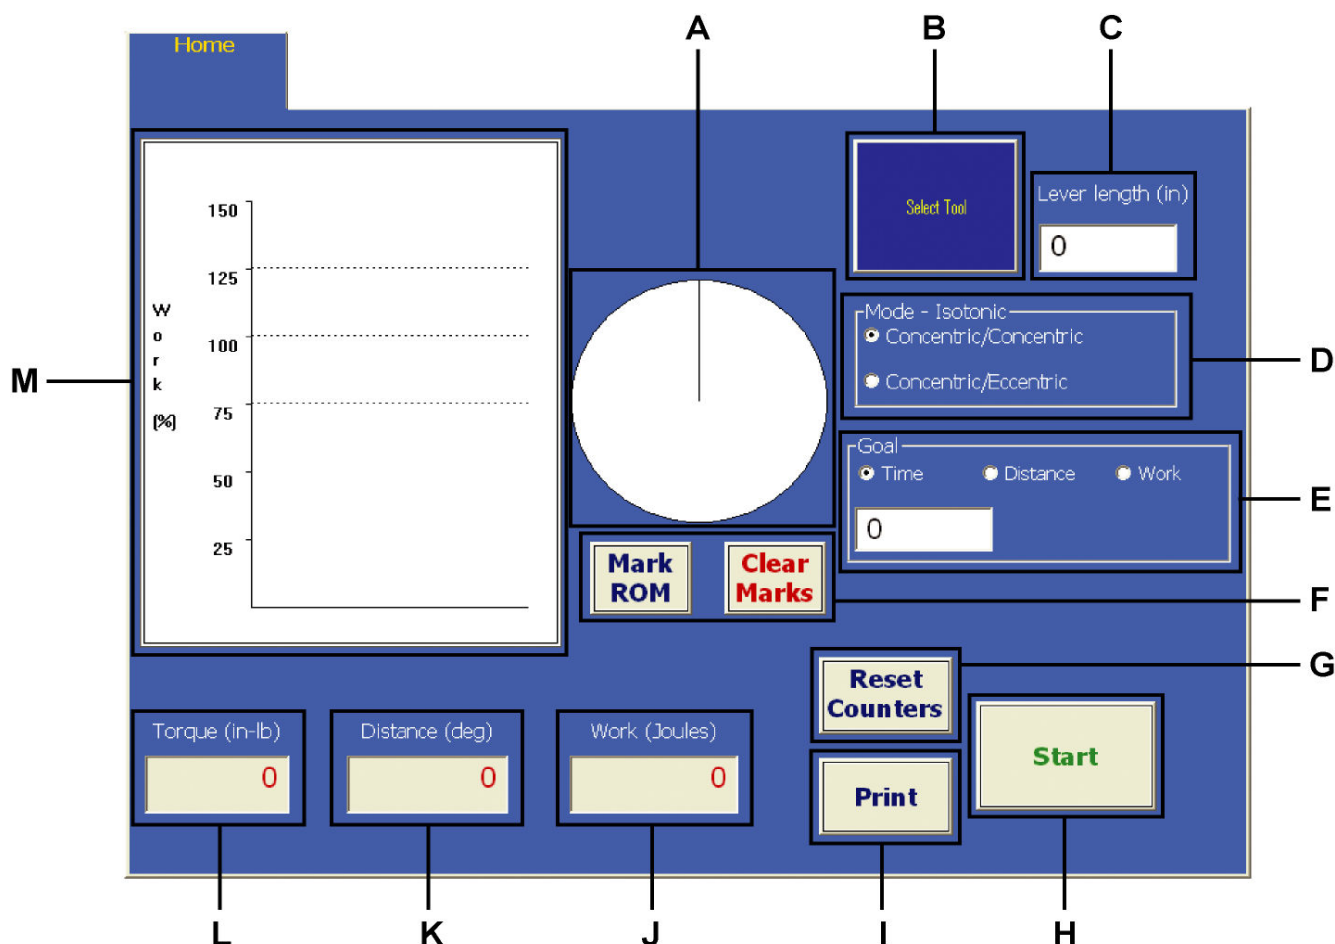 A
B
C
Home
Select Tool
Lever length (in)
0
150
125
100
75
50
25
Work (%)
M
Mode - Isotonic
Concentric/Concentric
Concentric/Eccentric
D
Goal
Time
Distance
Work
0
E
Mark
ROM
Clear
Marks
F
Reset
Counters
G
Torque (in-lb)
0
Distance (deg)
0
Work (Joules)
0
Print
Start
L
K
J
I
H